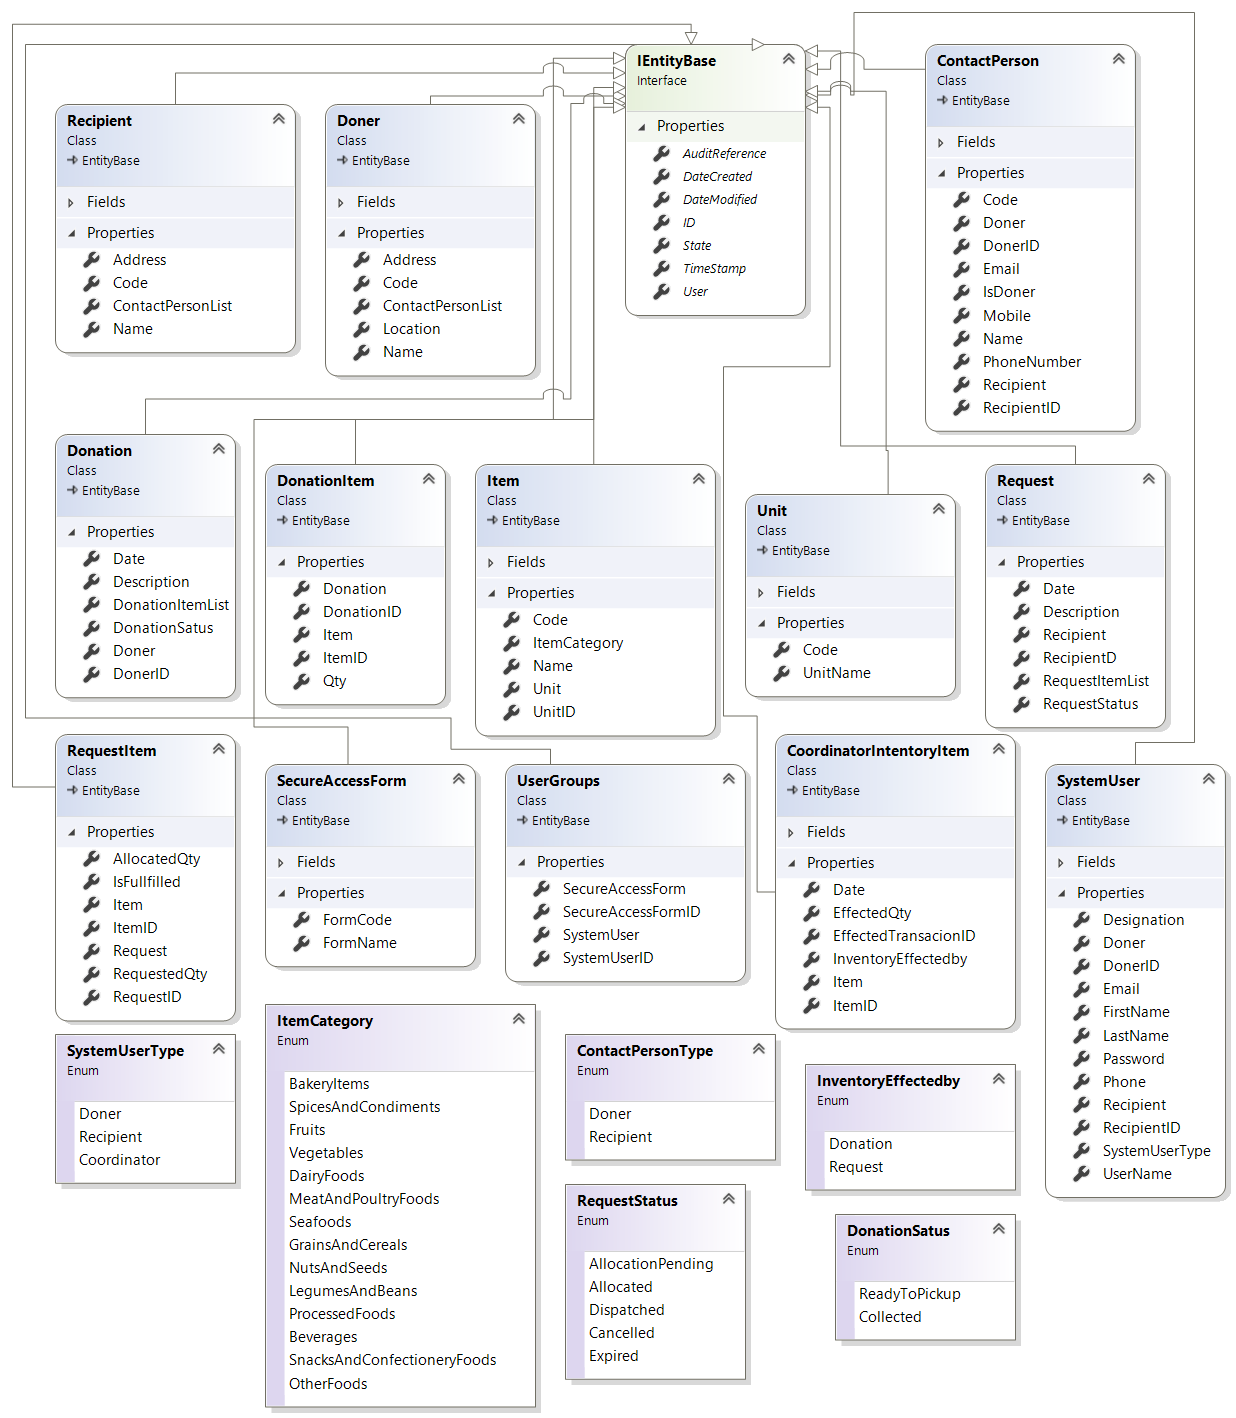 IEntityBase
Interface
Properties
AuditReference
DateCreated
DateModified
ID
State
TimeStamp
User
ContactPerson
Class
EntityBase
Fields
Properties
Code
Doner
DonerID
Email
IsDoner
Mobile
Name
PhoneNumber
Recipient
RecipientID
Recipient
Class
EntityBase
Fields
Properties
Address
Code
ContactPersonList
Name
Doner
Class
EntityBase
Fields
Properties
Address
Code
ContactPersonList
Location
Name
Donation
Class
EntityBase
Properties
Date
Description
DonationItemList
DonationSatus
Doner
DonerID
DonationItem
Class
EntityBase
Properties
Donation
DonationID
Item
ItemID
Qty
Item
Class
EntityBase
Fields
Properties
Code
ItemCategory
Name
Unit
UnitID
Unit
Class
EntityBase
Fields
Properties
Code
UnitName
Request
Class
EntityBase
Properties
Date
Description
Recipient
RecipientD
RequestItemList
RequestStatus
RequestItem
Class
EntityBase
Properties
AllocatedQty
IsFullfilled
Item
ItemID
Request
RequestedQty
RequestID
SecureAccessForm
Class
EntityBase
Fields
Properties
FormCode
FormName
UserGroups
Class
EntityBase
Properties
SecureAccessForm
SecureAccessFormID
SystemUser
SystemUserID
CoordinatorIntentoryItem
Class
EntityBase
Fields
Properties
Date
EffectedQty
EffectedTransacionID
InventoryEffectedby
Item
ItemID
SystemUser
Class
EntityBase
Fields
Properties
Designation
Doner
DonerID
Email
FirstName
LastName
Password
Phone
Recipient
RecipientID
SystemUserType
UserName
SystemUserType
Enum
Doner
Recipient
Coordinator
ItemCategory
Enum
BakeryItems
SpicesAndCondiments
Fruits
Vegetables
DairyFoods
MeatAndPoultryFoods
Seafoods
GrainsAndCereals
NutsAndSeeds
LegumesAndBeans
ProcessedFoods
Beverages
SnacksAndConfectioneryFoods
OtherFoods
ContactPersonType
Enum
Doner
Recipient
InventoryEffectedby
Enum
Donation
Request
RequestStatus
Enum
AllocationPending
Allocated
Dispatched
Cancelled
Expired
DonationSatus
Enum
ReadyToPickup
Collected